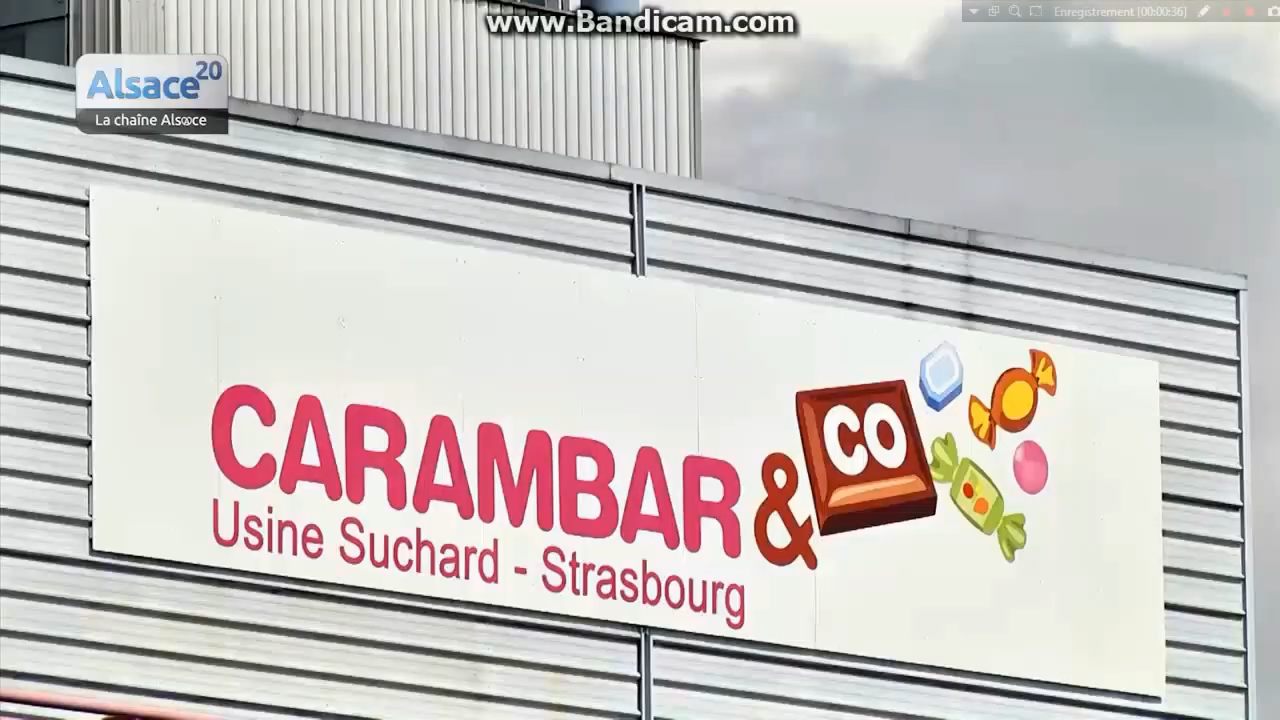 www.Bandicam.com
Enregistrement [00:00:36]
Alsace20
La chaîne Alsace
CARAMBAR & CO
Usine Suchard - Strasbourg